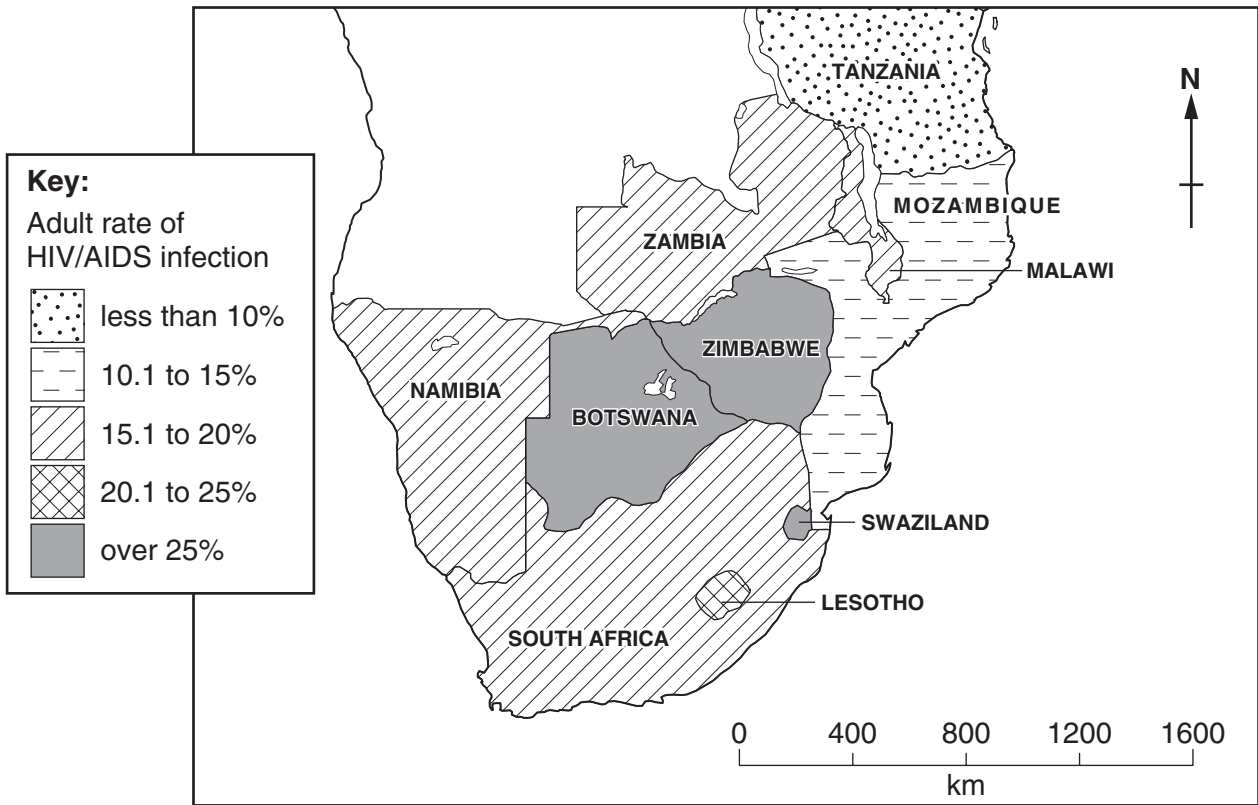 TANZANIA
N
Key:
Adult rate of
HIV/AIDS infection
less than 10%
10.1 to 15%
15.1 to 20%
20.1 to 25%
over 25%
MOZAMBIQUE
ZAMBIA
MALAWI
ZIMBABWE
NAMIBIA
BOTSWANA
SWAZILAND
LESOTHO
SOUTH AFRICA
0 400 800 1200 1600
km